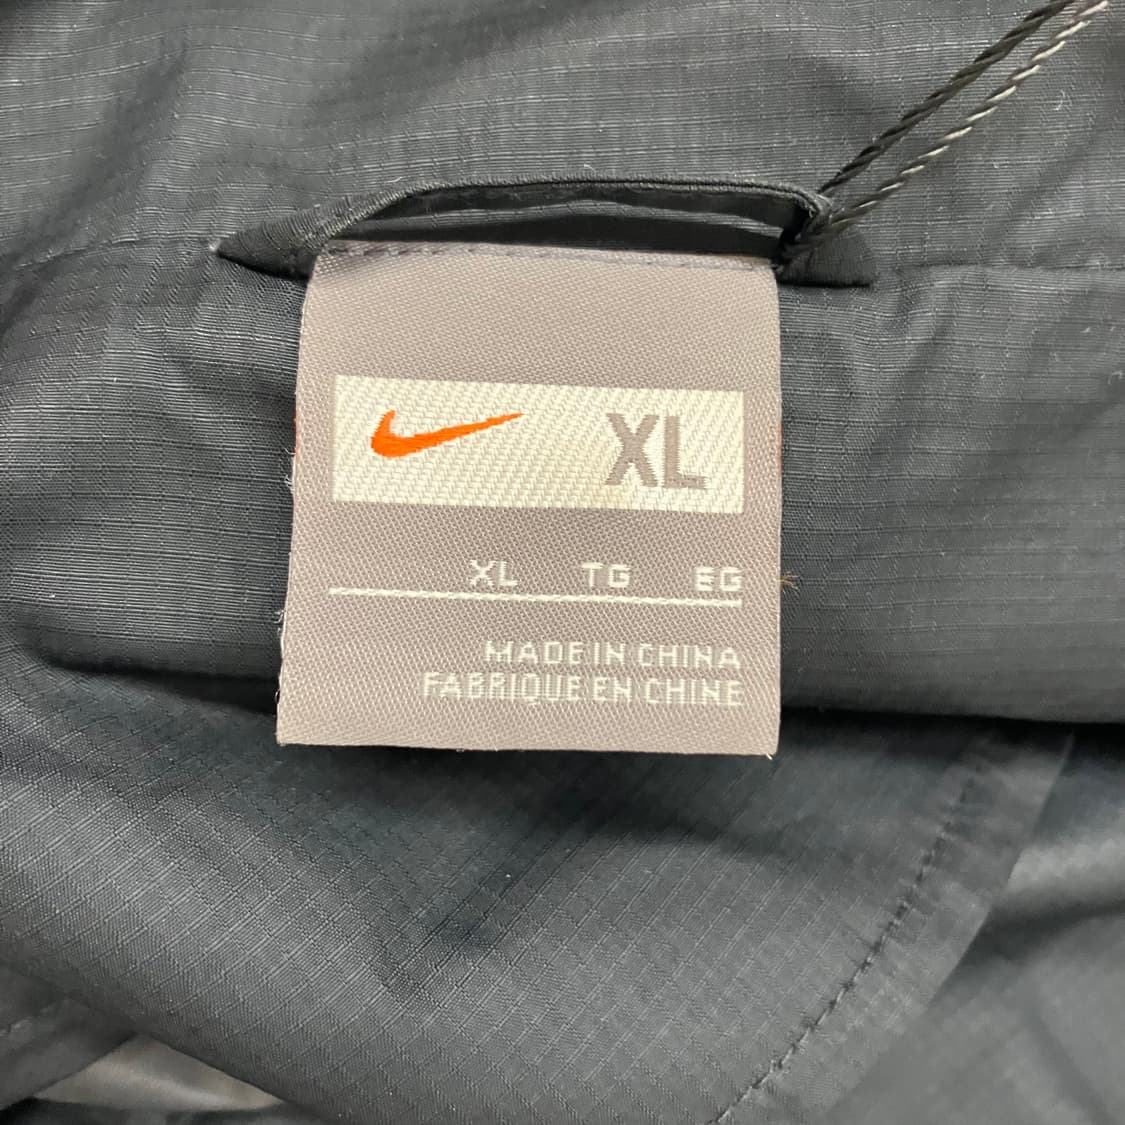 XL
XL TG EG
MADE IN CHINA
FABRIQUE EN CHINE